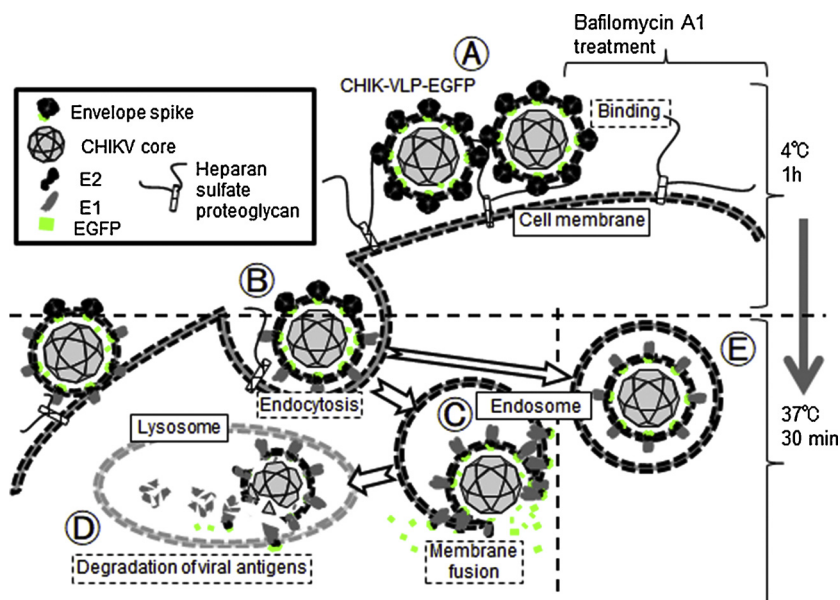 Bafilomycin A1
treatment
A
CHIK-VLP-EGFP
Envelope spike
CHIKV core
E2
E1
EGFP
Heparan
sulfate
proteoglycan
Binding
4℃
1h
Cell membrane
B
E
Endocytosis
C
Endosome
37℃
30 min
Lysosome
D
Degradation of viral antigens
Membrane
fusion